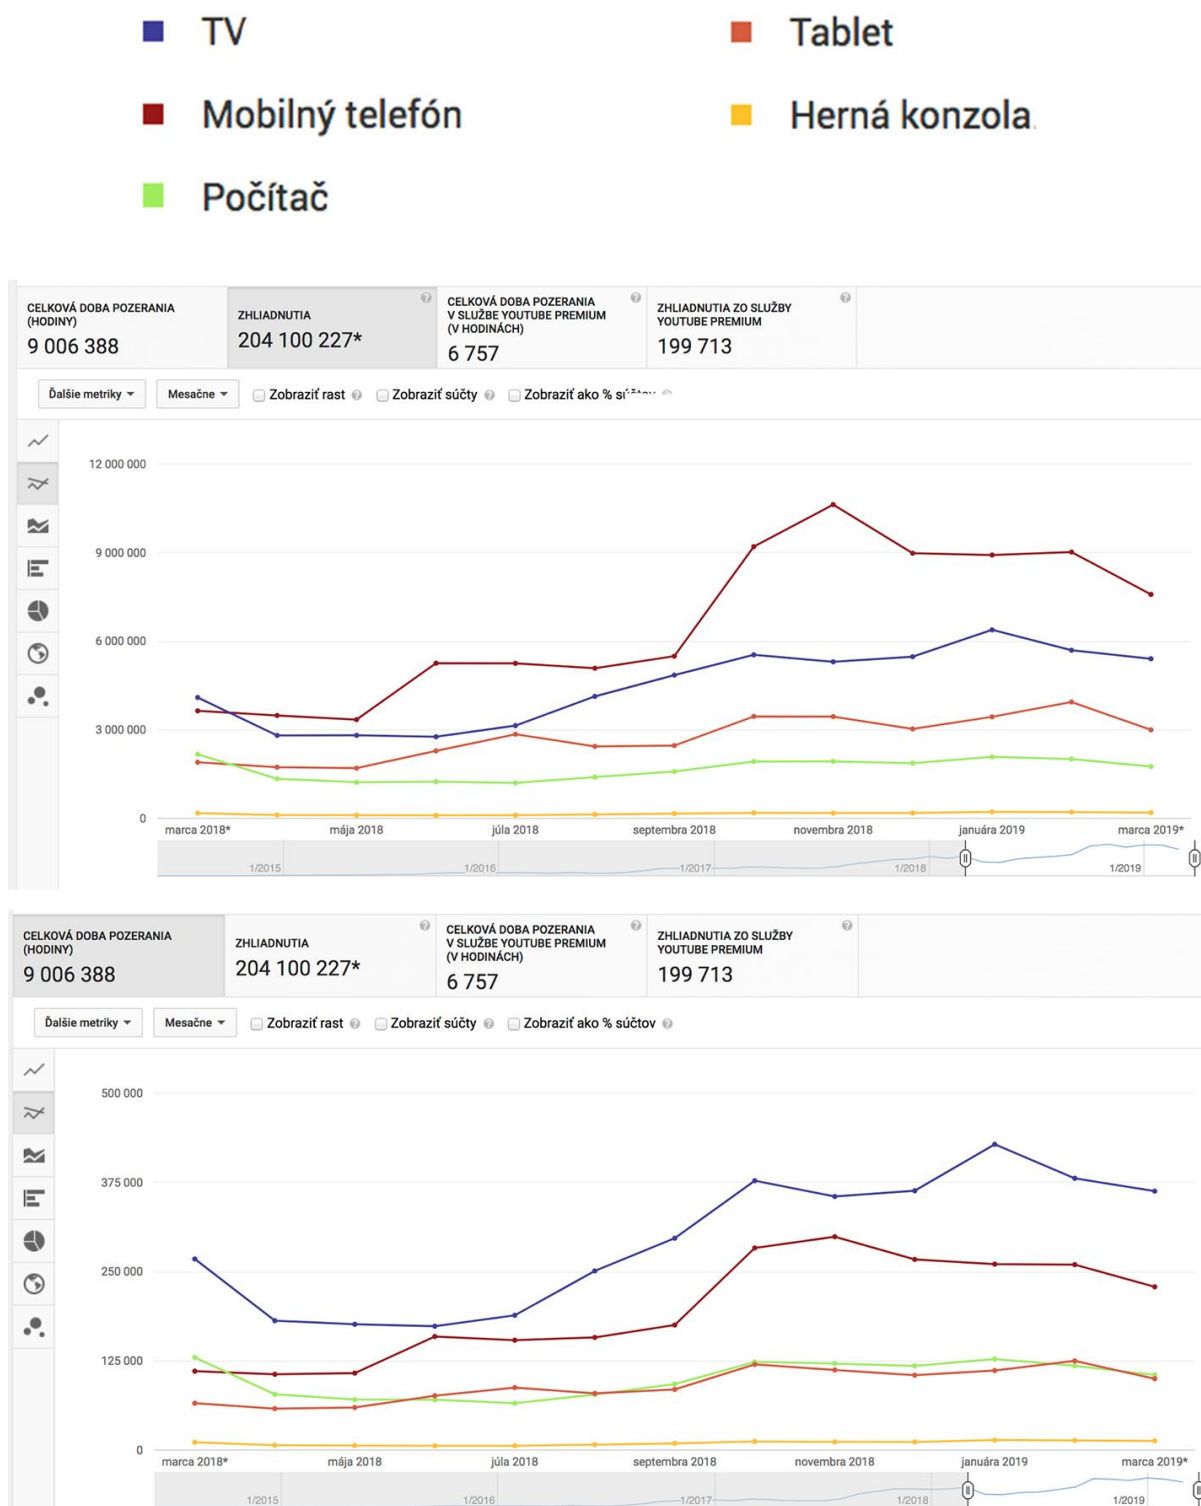 TV
Tablet
Mobilný telefón
Herná konzola
Počítač
CELKOVÁ DOBA POZERANIA
(HODINY)
9 006 388
ZHLIADNUTIA
204 100 227*
CELKOVÁ DOBA POZERANIA
V SLUŽBE YOUTUBE PREMIUM
(V HODINÁCH)
6 757
ZHLIADNUTIA ZO SLUŽBY
YOUTUBE PREMIUM
199 713
Ďalšie metriky
Mesačne
Zobraziť rast
Zobraziť súčty
Zobraziť ako %
12 000 000
9 000 000
6 000 000
3 000 000
0
marca 2018*
mája 2018
júla 2018
septembra 2018
novembra 2018
januára 2019
marca 2019*
1/2015
1/2016
1/2017
1/2018
1/2019
CELKOVÁ DOBA POZERANIA
(HODINY)
9 006 388
ZHLIADNUTIA
204 100 227*
CELKOVÁ DOBA POZERANIA
V SLUŽBE YOUTUBE PREMIUM
(V HODINÁCH)
6 757
ZHLIADNUTIA ZO SLUŽBY
YOUTUBE PREMIUM
199 713
Ďalšie metriky
Mesačne
Zobraziť rast
Zobraziť súčty
Zobraziť ako % súčtov
500 000
375 000
250 000
125 000
0
marca 2018*
mája 2018
júla 2018
septembra 2018
novembra 2018
januára 2019
marca 2019*
1/2015
1/2016
1/2017
1/2018
1/2019